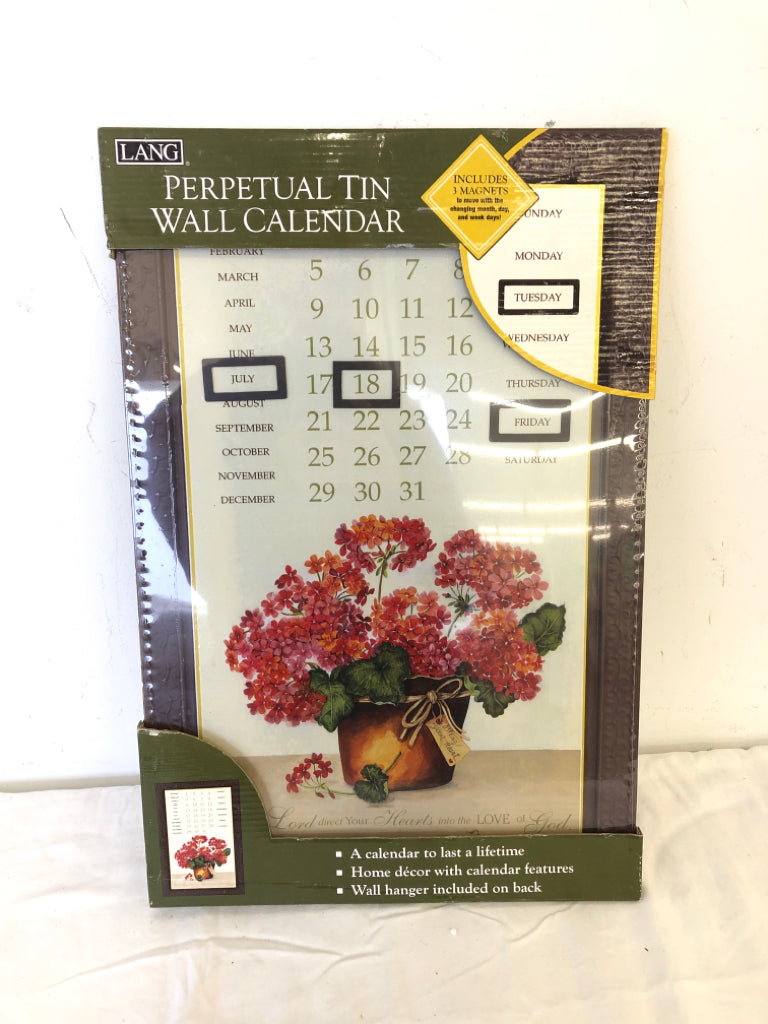 LANG®
PERPETUAL TIN
WALL CALENDAR
INCLUDES
3 MAGNETS
to move with the
changing month, day,
and week days!
UNDAY
MONDAY
TUESDAY
WEDNESDAY
THURSDAY
FRIDAY
SATURDAY
FEBRUARY
MARCH
APRIL
MAY
JUNE
JULY
AUGUST
SEPTEMBER
OCTOBER
NOVEMBER
DECEMBER
5 6 7 8
9 10 11 12
13 14 15 16
17 18 19 20
21 22 23 24
25 26 27 28
29 30 31
Lord direct Your Hearts into the LOVE of God.
A calendar to last a lifetime
Home décor with calendar features
Wall hanger included on back